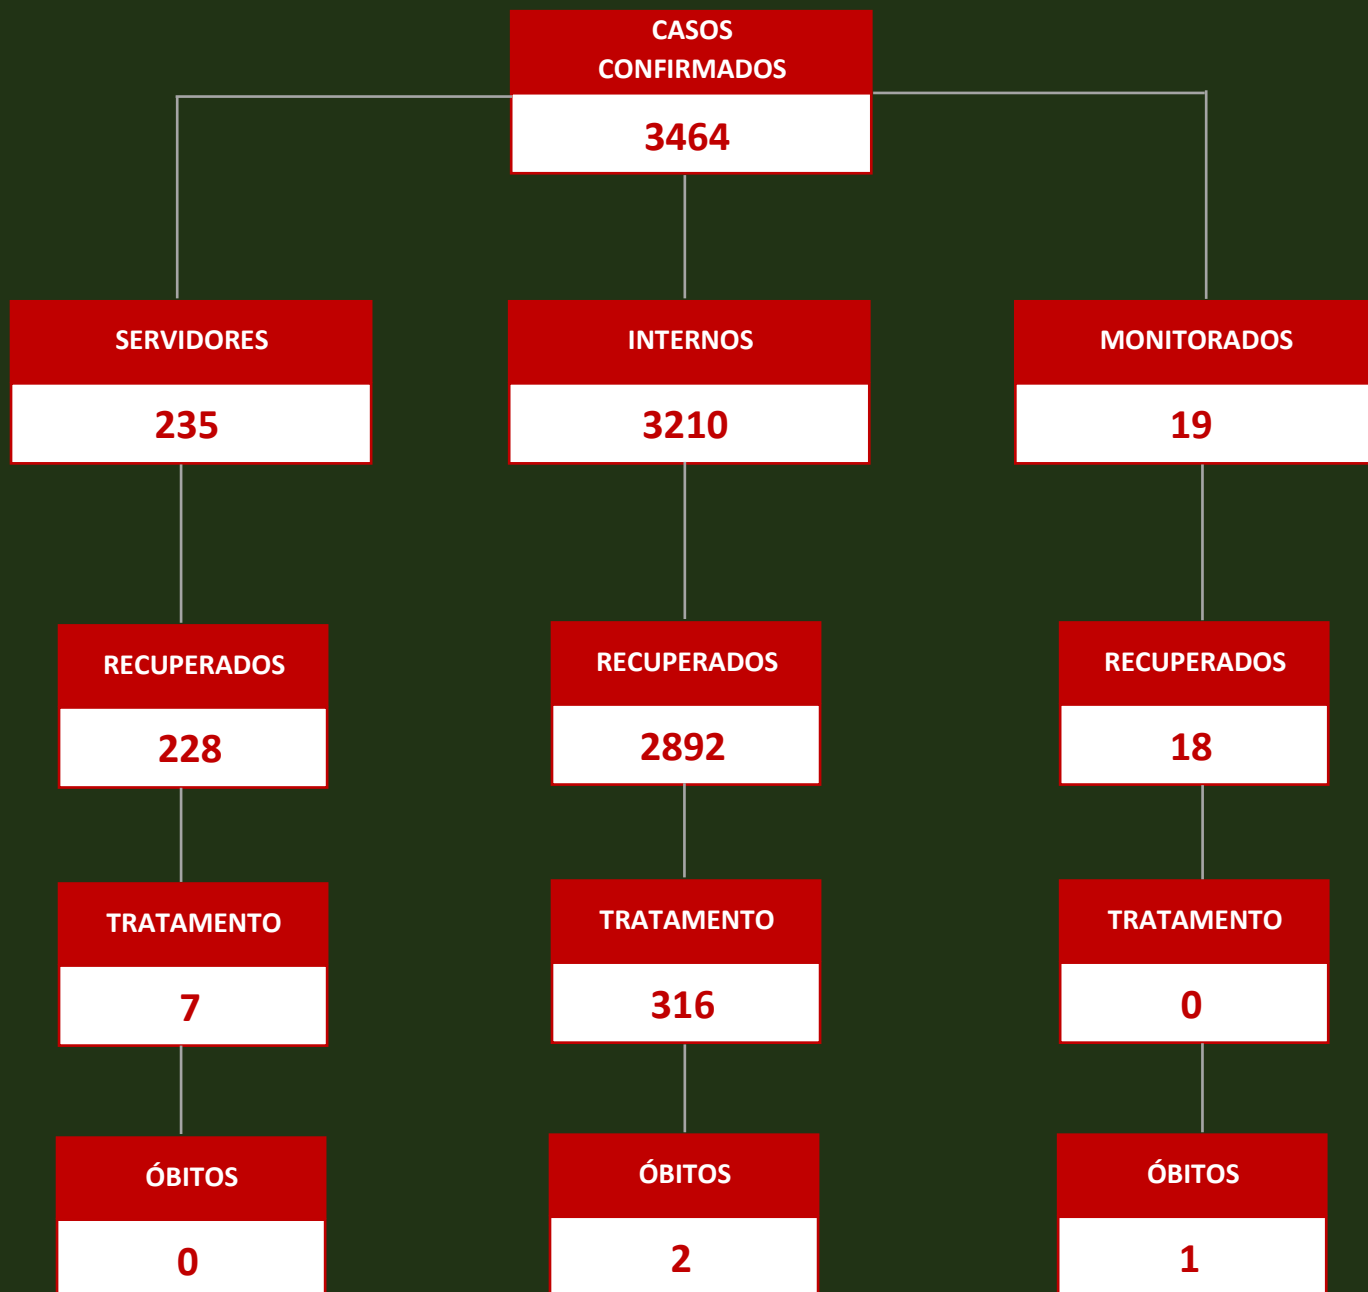 CASOS
CONFIRMADOS
3464
SERVIDORES
235
INTERNOS
3210
MONITORADOS
19
RECUPERADOS
228
RECUPERADOS
2892
RECUPERADOS
18
TRATAMENTO
7
TRATAMENTO
316
TRATAMENTO
0
ÓBITOS
0
ÓBITOS
2
ÓBITOS
1